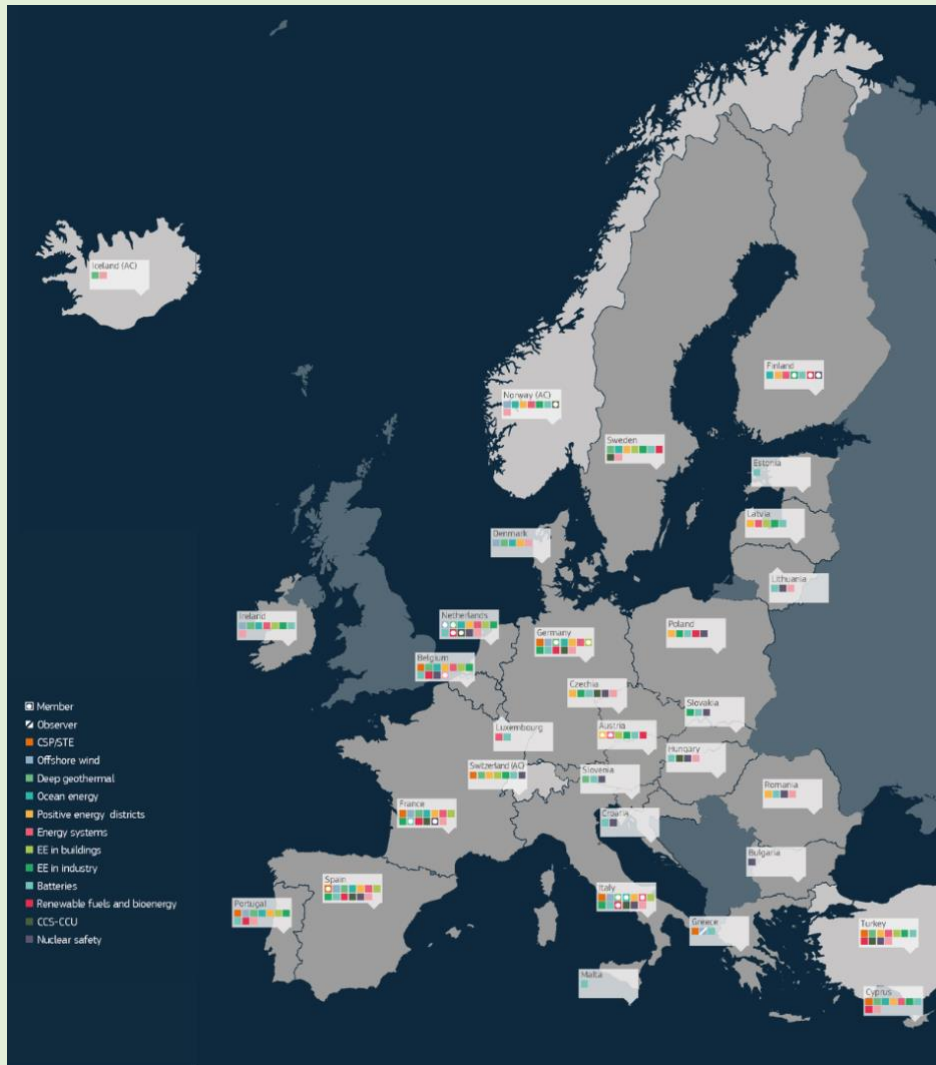 Iceland (AC)
Finland
Norway (AC)
Sweden
Estonia
Latvia
Denmark
Lithuania
Ireland
Netherlands
Poland
Germany
Belgium
Czechia
Slovakia
Luxembourg
Austria
Hungary
Switzerland (AC)
Slovenia
Romania
France
Croatia
Bulgaria
Spain
Italy
Portugal
Greece
Turkey
Malta
Cyprus
Member
Observer
CSP/STE
Offshore wind
Deep geothermal
Ocean energy
Positive energy districts
Energy systems
EE in buildings
EE in industry
Batteries
Renewable fuels and bioenergy
CCS-CCU
Nuclear safety